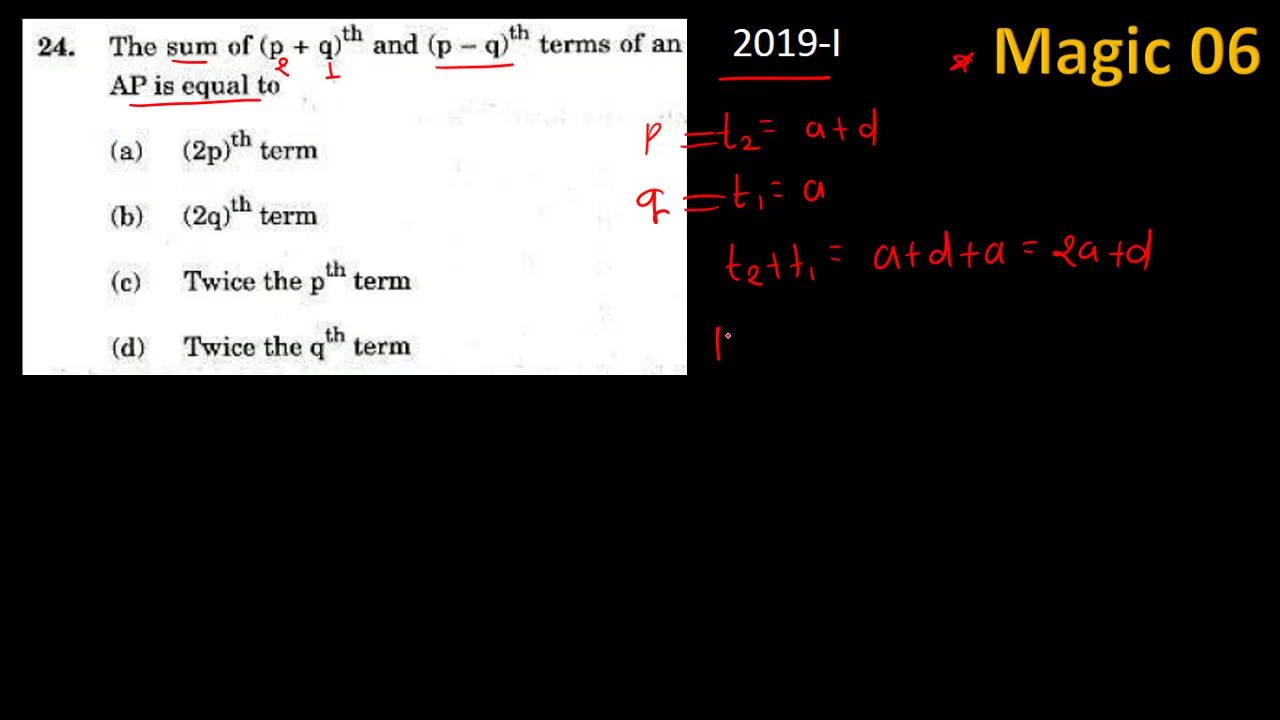 2019-I
* Magic 06
24. The sum of (p + q)th and (p – q)th terms of an
2 1
AP is equal to
(a) (2p)th term
(b) (2q)th term
(c) Twice the pth term
(d) Twice the qth term
p = t₂ = a + d
q = t₁ = a
t₂ + t₁ = a + d + a = 2a + d